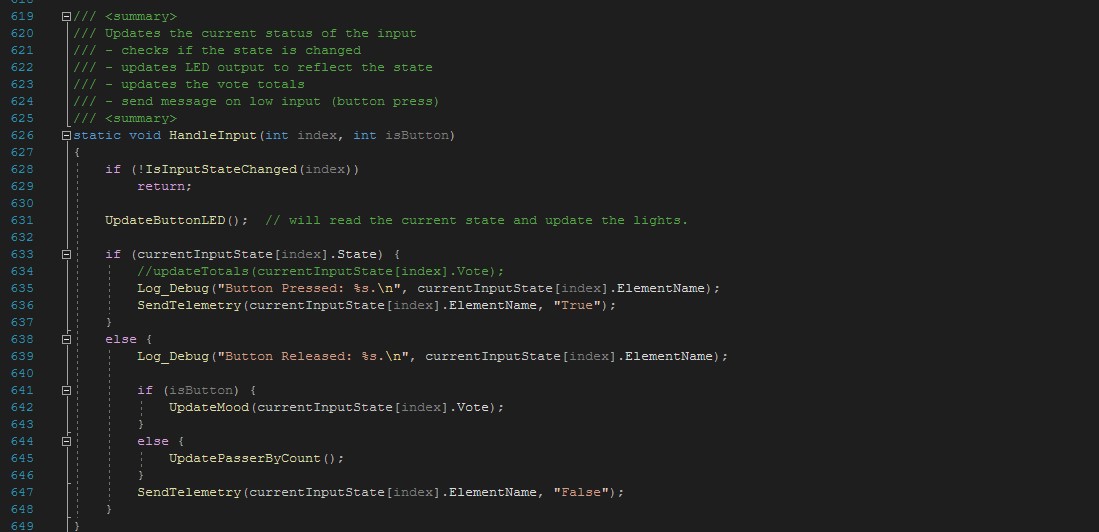 619 /// <summary>
620 /// Updates the current status of the input
621 /// - checks if the state is changed
622 /// - updates LED output to reflect the state
623 /// - updates the vote totals
624 /// - send message on low input (button press)
625 /// <summary>
626 static void HandleInput(int index, int isButton)
627 {
628     if (!IsInputStateChanged(index))
629         return;
630
631     UpdateButtonLED();  // will read the current state and update the lights.
632
633     if (currentInputState[index].State) {
634         //updateTotals(currentInputState[index].Vote);
635         Log_Debug("Button Pressed: %s.\n", currentInputState[index].ElementName);
636         SendTelemetry(currentInputState[index].ElementName, "True");
637     }
638     else {
639         Log_Debug("Button Released: %s.\n", currentInputState[index].ElementName);
640
641         if (isButton) {
642             UpdateMood(currentInputState[index].Vote);
643         }
644         else {
645             UpdatePasserByCount();
646         }
647         SendTelemetry(currentInputState[index].ElementName, "False");
648     }
649 }